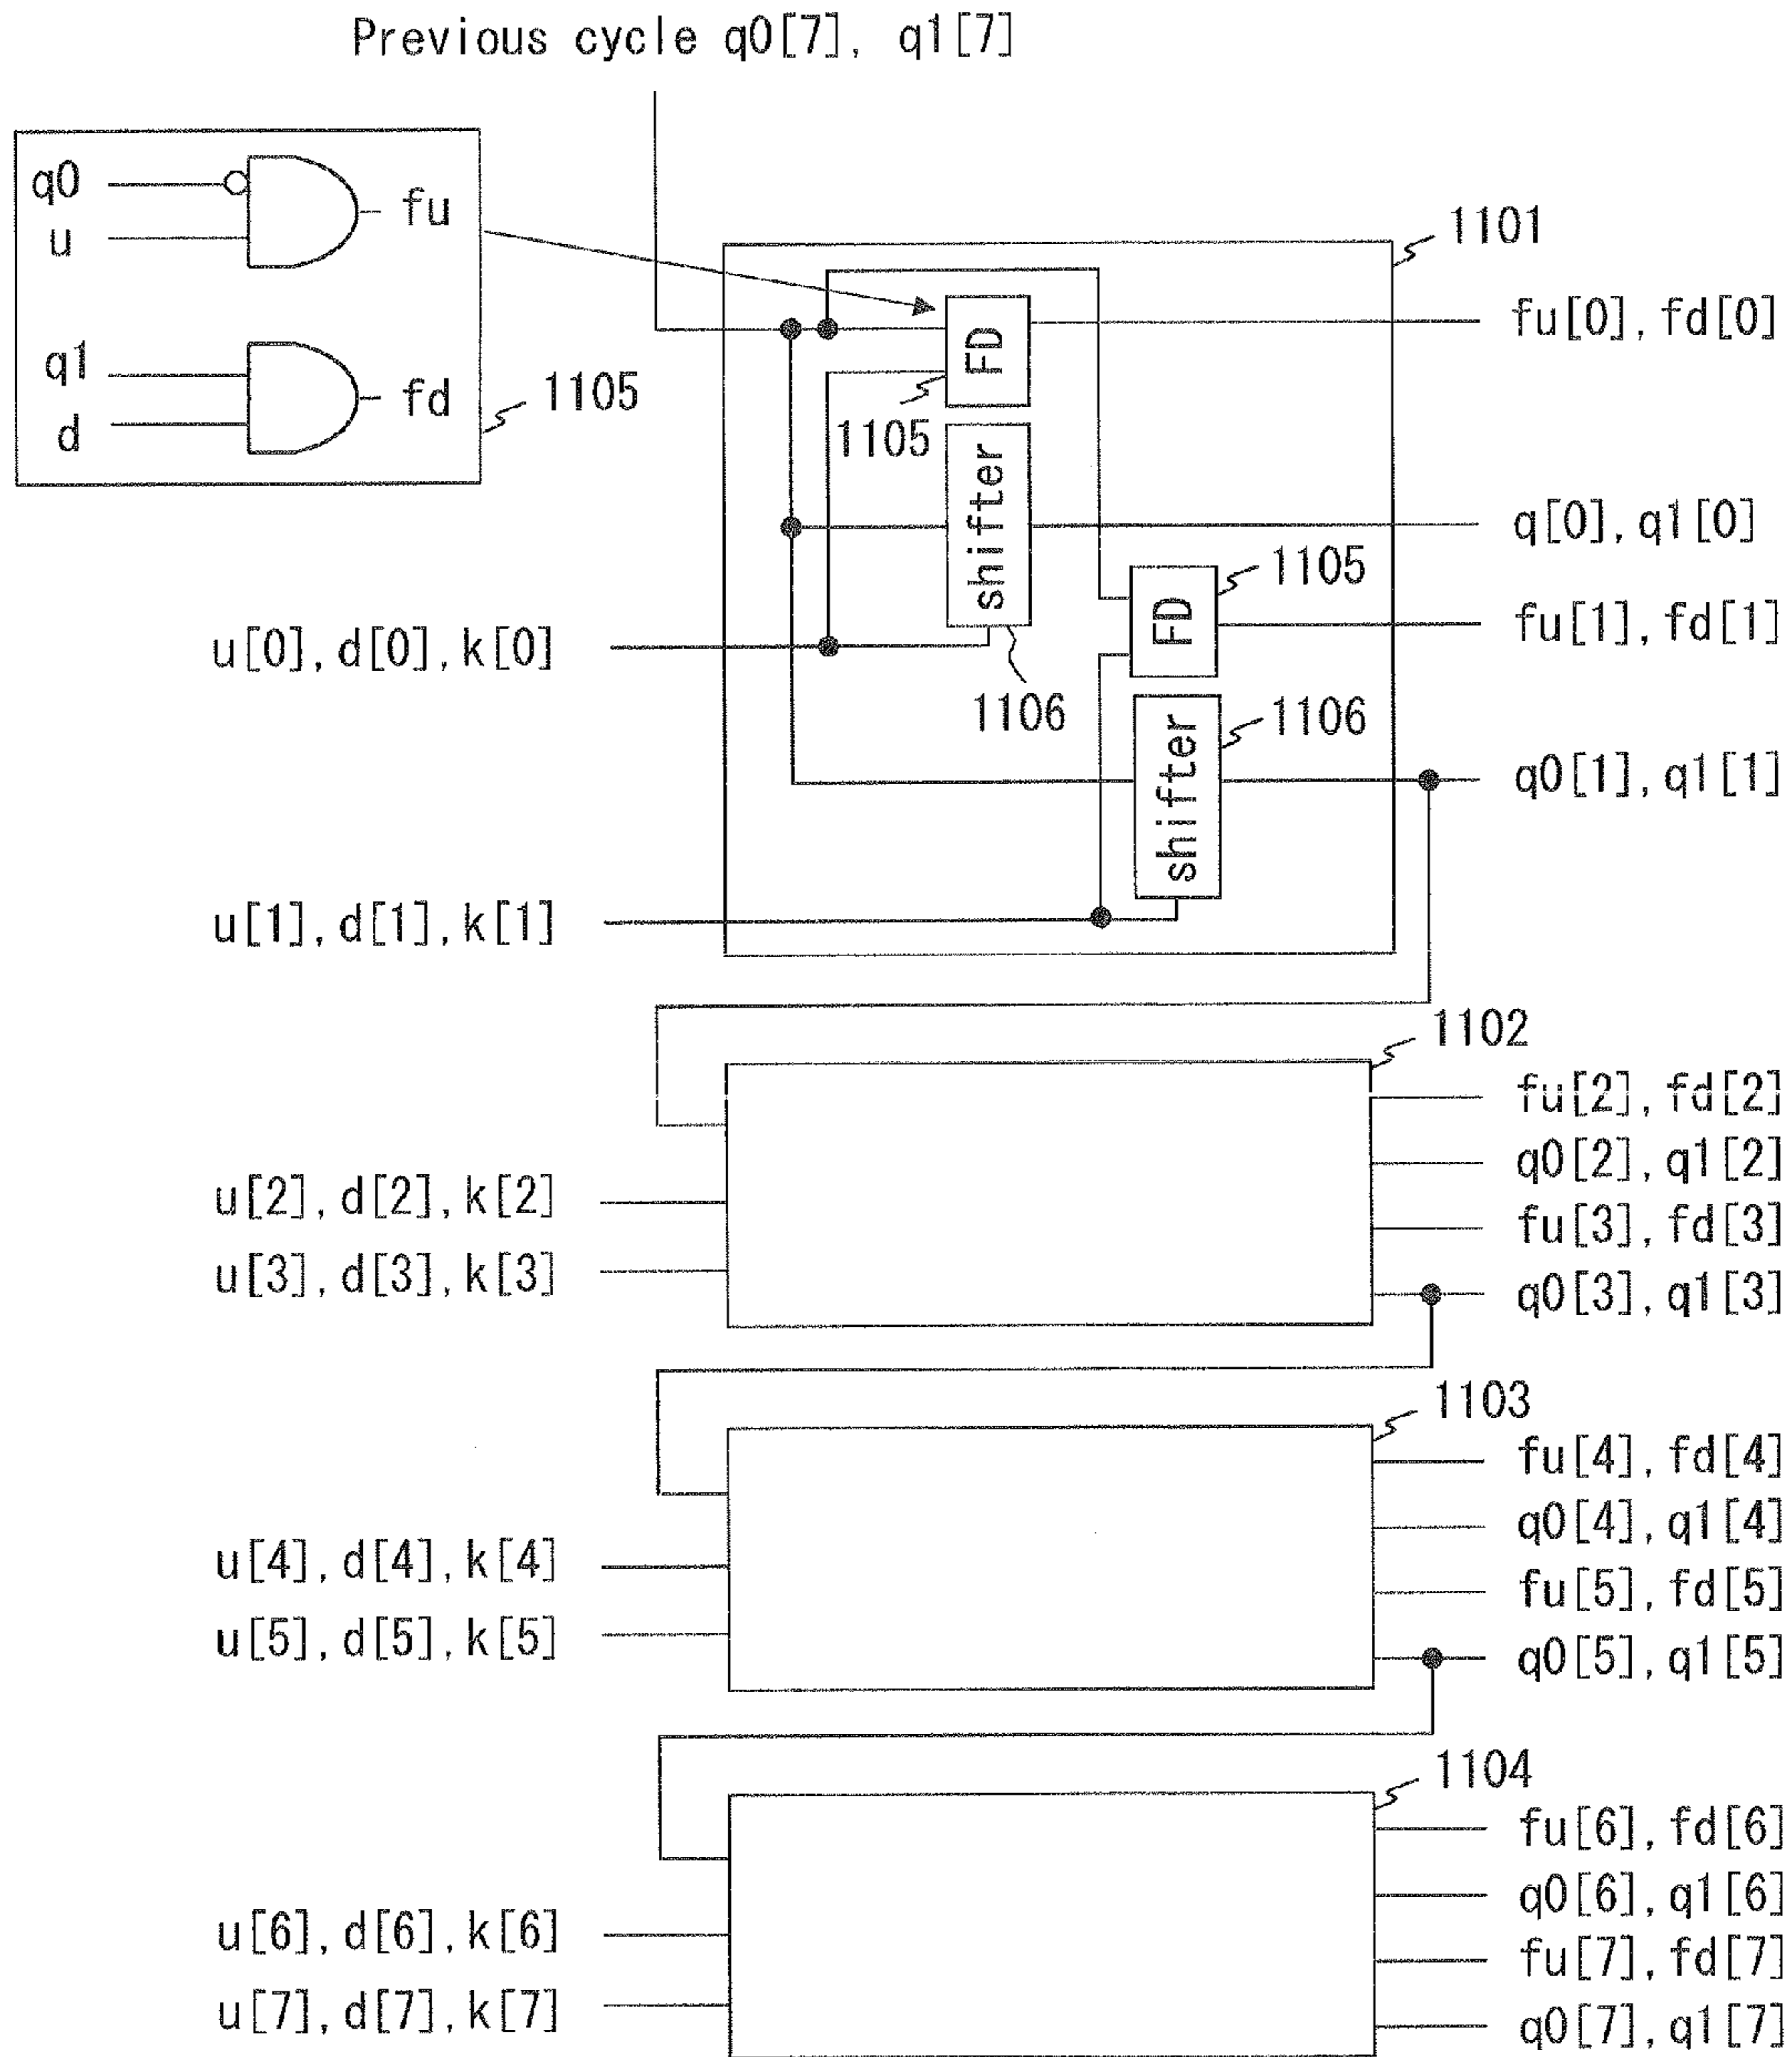 Previous cycle q0[7], q1[7]
q0
u
fu
q1
d
fd
1105
1101
FD
1105
fu[0], fd[0]
shifter
q[0], q1[0]
1105
u[0], d[0], k[0]
FD
fu[1], fd[1]
1106
1106
shifter
q0[1], q1[1]
u[1], d[1], k[1]
1102
fu[2], fd[2]
q0[2], q1[2]
u[2], d[2], k[2]
fu[3], fd[3]
u[3], d[3], k[3]
q0[3], q1[3]
1103
fu[4], fd[4]
q0[4], q1[4]
u[4], d[4], k[4]
fu[5], fd[5]
u[5], d[5], k[5]
q0[5], q1[5]
1104
fu[6], fd[6]
q0[6], q1[6]
u[6], d[6], k[6]
fu[7], fd[7]
u[7], d[7], k[7]
q0[7], q1[7]